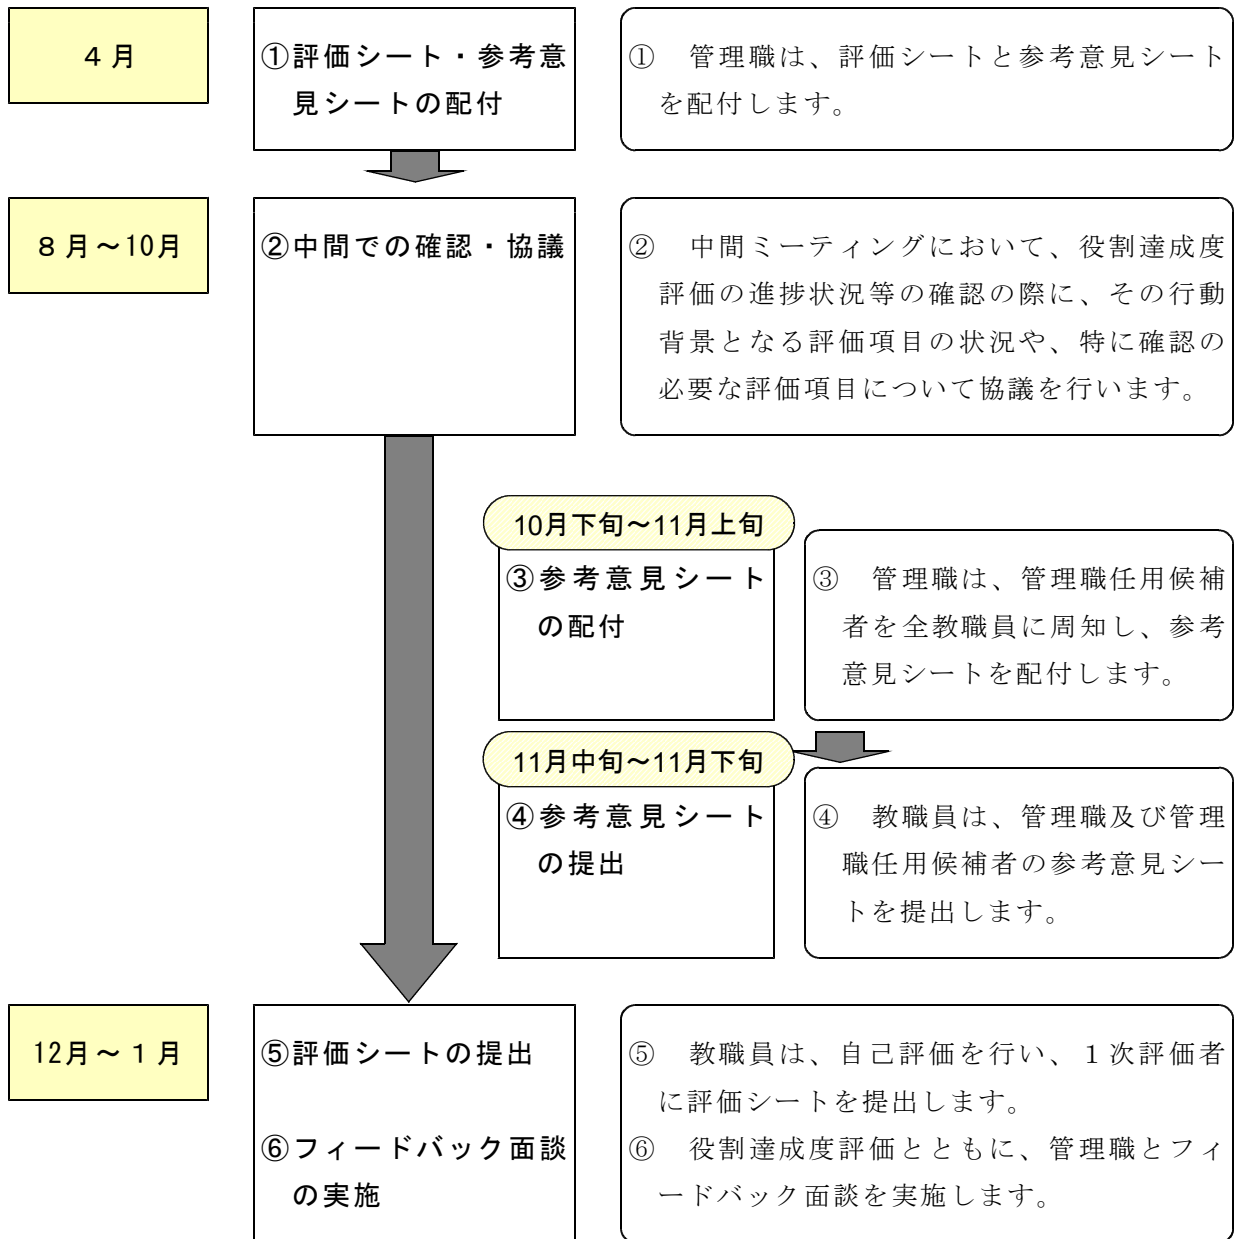 ４月
①評価シート・参考意
見シートの配付
①　管理職は、評価シートと参考意見シート
を配付します。
８月～10月
②中間での確認・協議
②　中間ミーティングにおいて、役割達成度
評価の進捗状況等の確認の際に、その行動
背景となる評価項目の状況や、特に確認の
必要な評価項目について協議を行います。
10月下旬～11月上旬
③参考意見シート
の配付
③　管理職は、管理職任用候補
者を全教職員に周知し、参考
意見シートを配付します。
11月中旬～11月下旬
④参考意見シート
の提出
④　教職員は、管理職及び管理
職任用候補者の参考意見シー
トを提出します。
12月～１月
⑤評価シートの提出
⑥フィードバック面談
の実施
⑤　教職員は、自己評価を行い、１次評価者
に評価シートを提出します。
⑥　役割達成度評価とともに、管理職とフィ
ードバック面談を実施します。